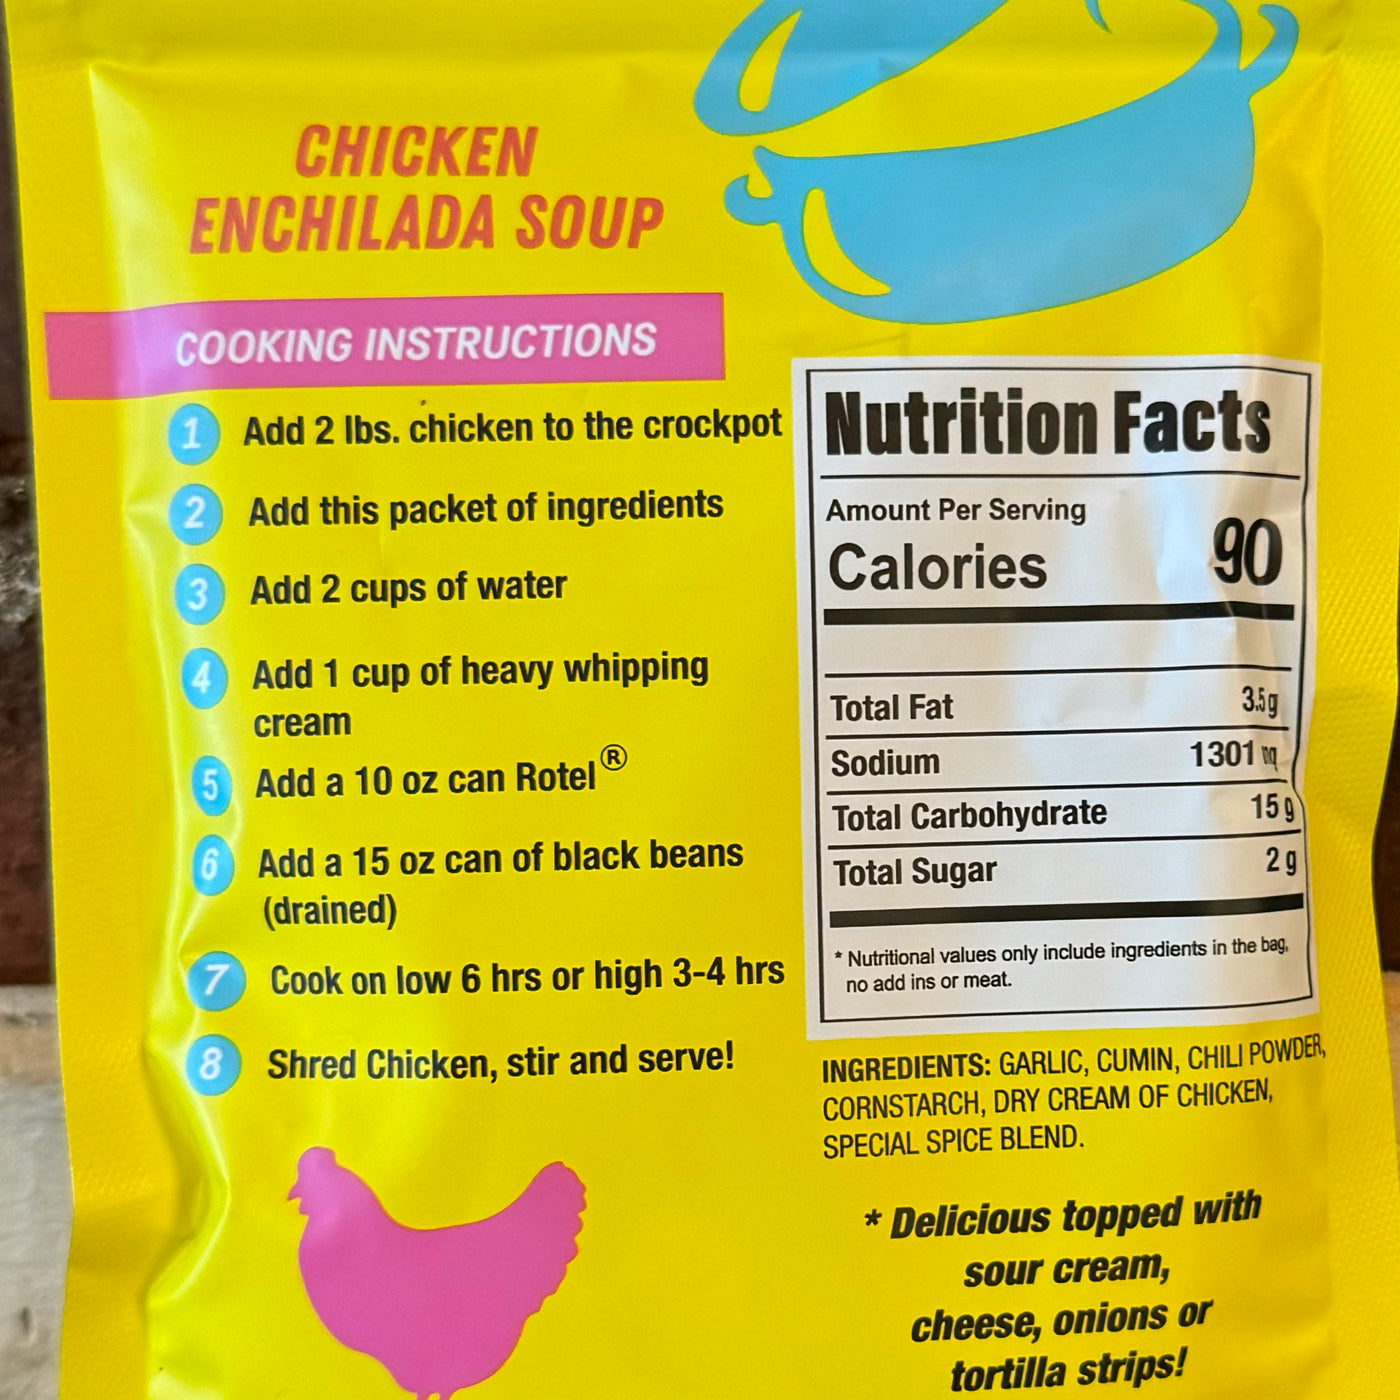 CHICKEN
ENCHILADA SOUP
COOKING INSTRUCTIONS
1 Add 2 lbs. chicken to the crockpot
2 Add this packet of ingredients
3 Add 2 cups of water
4 Add 1 cup of heavy whipping
cream
5 Add a 10 oz can Rotel®
6 Add a 15 oz can of black beans
(drained)
7 Cook on low 6 hrs or high 3-4 hrs
8 Shred Chicken, stir and serve!
Nutrition Facts
Amount Per Serving
Calories 90
Total Fat 3.5g
Sodium 1301 mg
Total Carbohydrate 15 g
Total Sugar 2 g
* Nutritional values only include ingredients in the bag,
no add ins or meat.
INGREDIENTS: GARLIC, CUMIN, CHILI POWDER,
CORNSTARCH, DRY CREAM OF CHICKEN,
SPECIAL SPICE BLEND.
* Delicious topped with
sour cream,
cheese, onions or
tortilla strips!